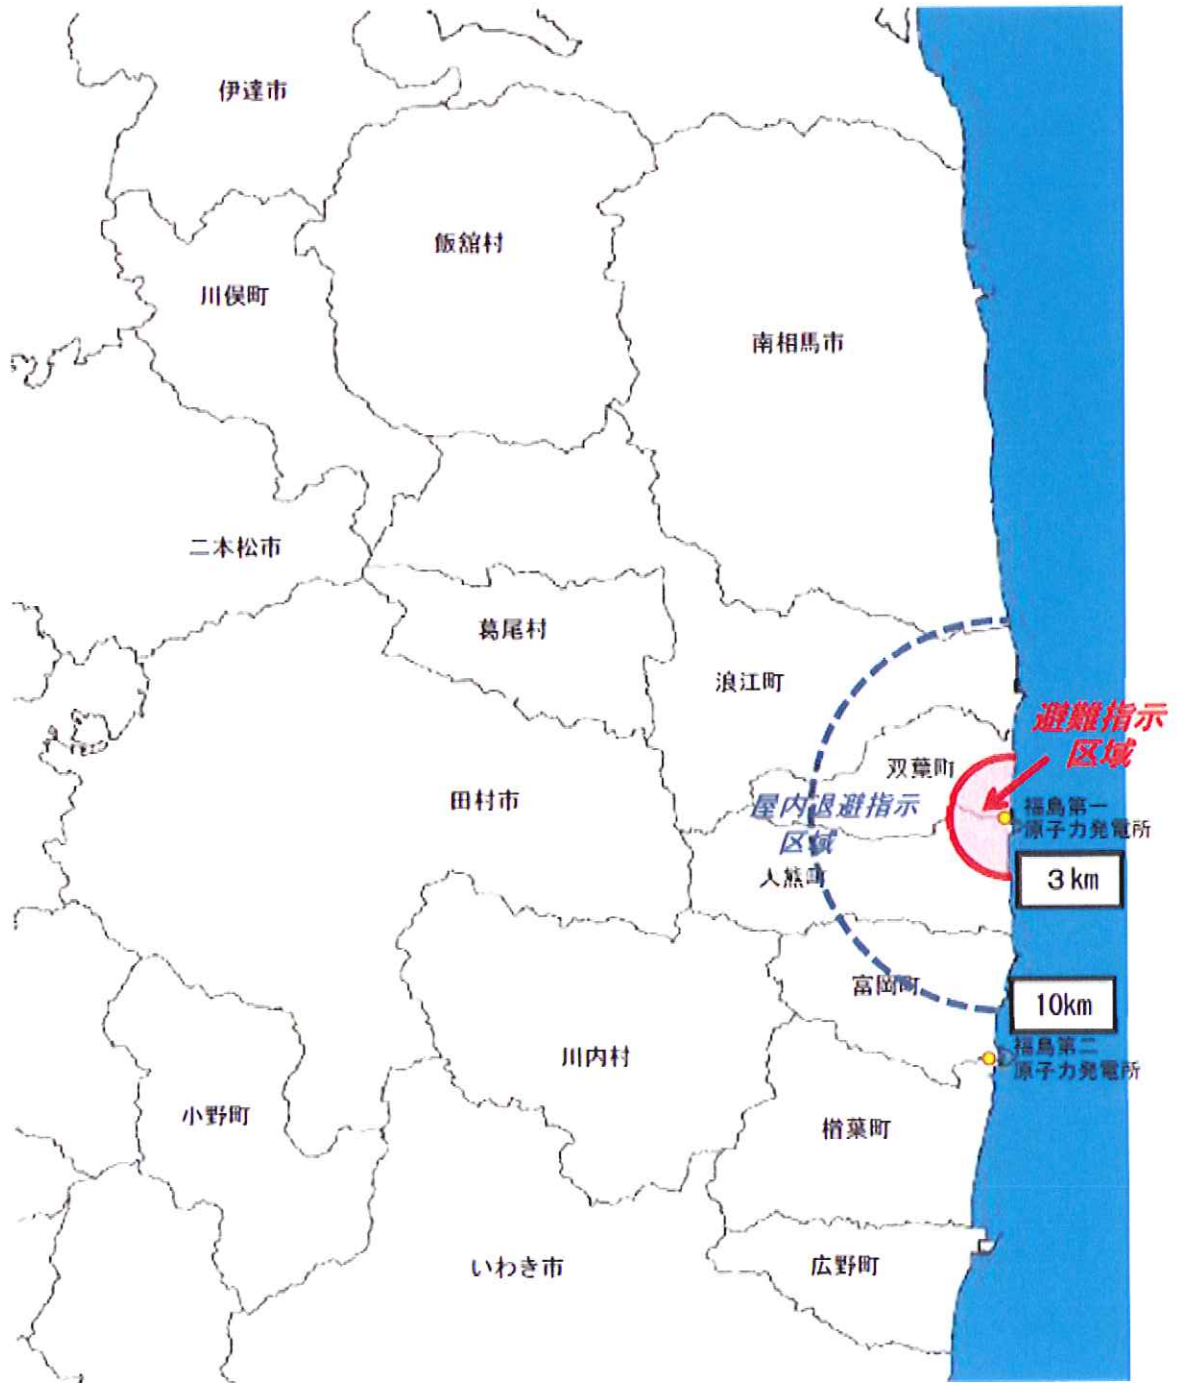 伊達市
飯舘村
川俣町
南相馬市
二本松市
葛尾村
浪江町
避難指示
区域
双葉町
田村市
屋内退避指示
区域
福島第一
原子力発電所
3km
大熊町
富岡町
10km
福島第二
原子力発電所
川内村
小野町
楢葉町
いわき市
広野町